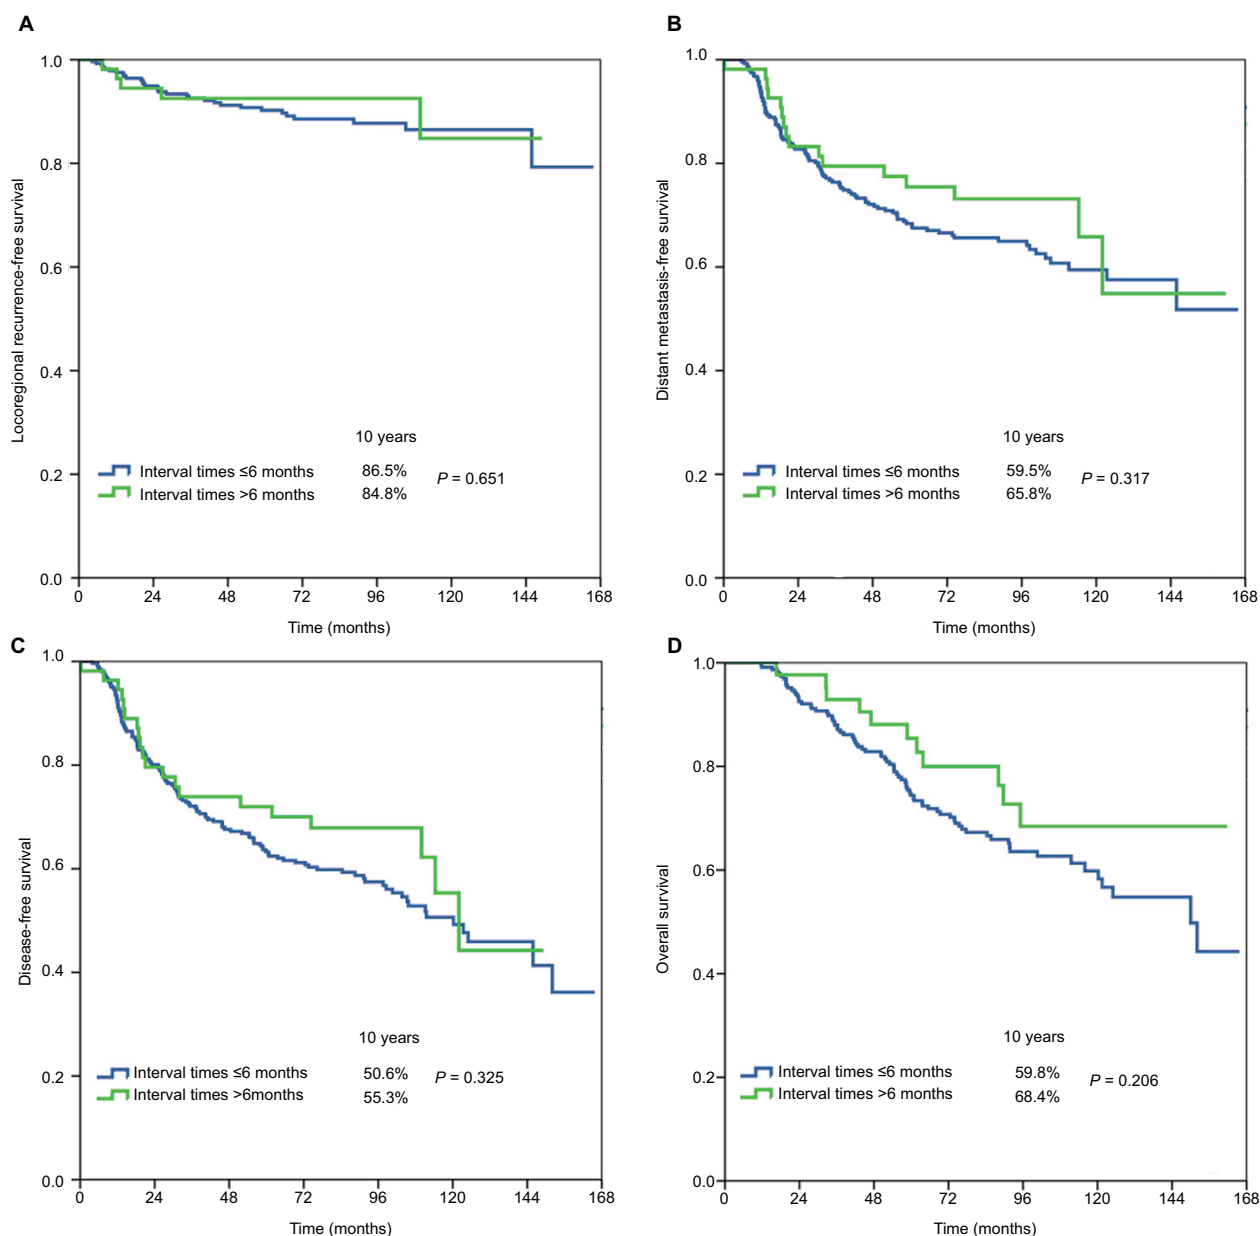 A
1.0
0.8
0.6
0.4
0.2
0.0
Locoregional recurrence-free survival
10 years
Interval times ≤6 months 86.5%
Interval times >6 months 84.8%
P = 0.651
0 24 48 72 96 120 144 168
Time (months)
B
1.0
0.8
0.6
0.4
0.2
0.0
Distant metastasis-free survival
10 years
Interval times ≤6 months 59.5%
Interval times >6 months 65.8%
P = 0.317
0 24 48 72 96 120 144 168
Time (months)
C
1.0
0.8
0.6
0.4
0.2
0.0
Disease-free survival
10 years
Interval times ≤6 months 50.6%
Interval times >6months 55.3%
P = 0.325
0 24 48 72 96 120 144 168
Time (months)
D
1.0
0.8
0.6
0.4
0.2
0.0
Overall survival
10 years
Interval times ≤6 months 59.8%
Interval times >6 months 68.4%
P = 0.206
0 24 48 72 96 120 144 168
Time (months)